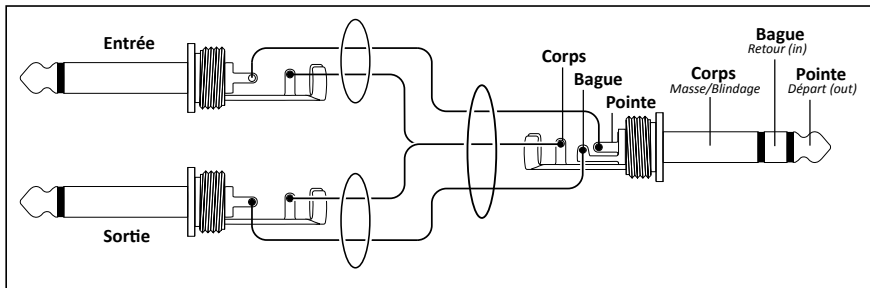 Entrée
Sortie
Corps
Bague
Pointe
Corps
Masse/Blindage
Bague
Retour (in)
Pointe
Départ (out)